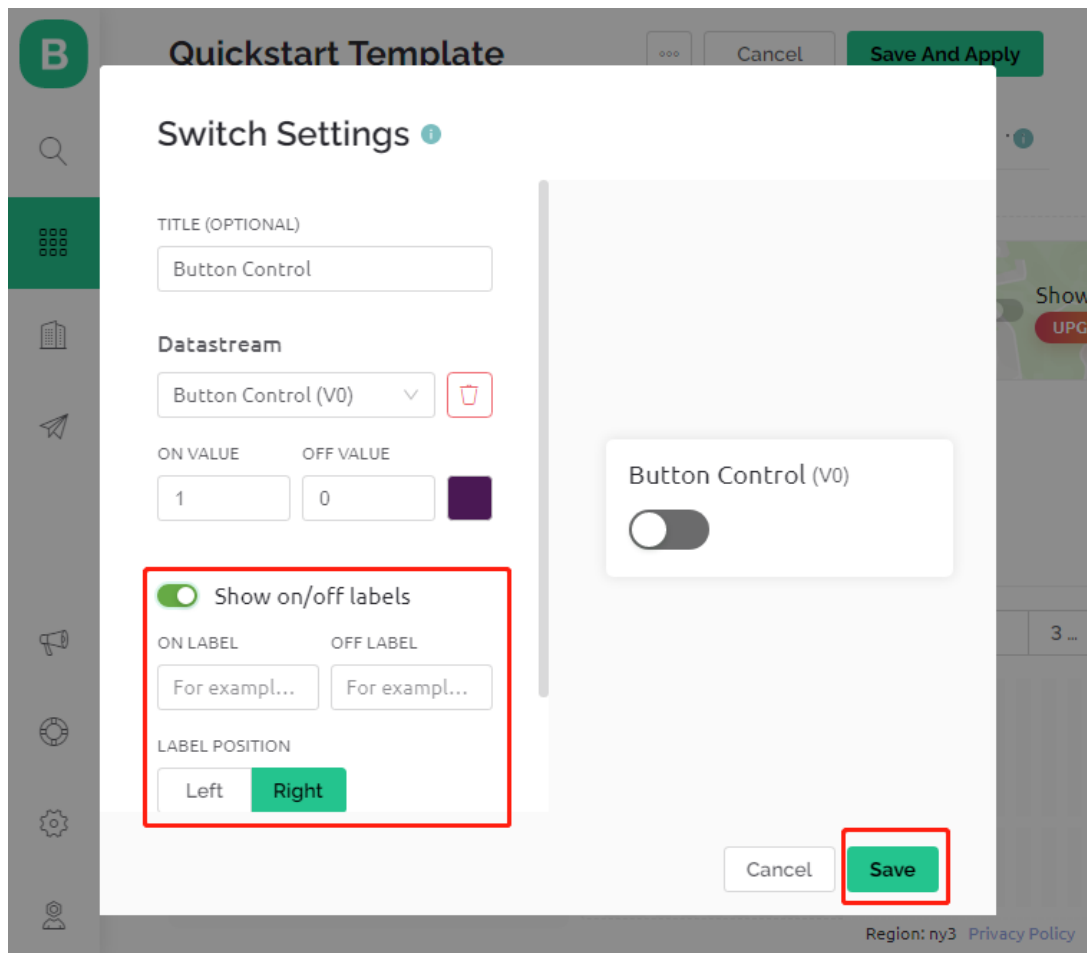 B
Quickstart Template
Cancel
Save And Apply
Switch Settings
TITLE (OPTIONAL)
Button Control
Datastream
Button Control (V0)
ON VALUE OFF VALUE
1 0
Show on/off labels
ON LABEL OFF LABEL
For exampl... For exampl...
LABEL POSITION
Left Right
Button Control (V0)
Cancel Save
Show
UPG
3 ...
Region: ny3 Privacy Policy